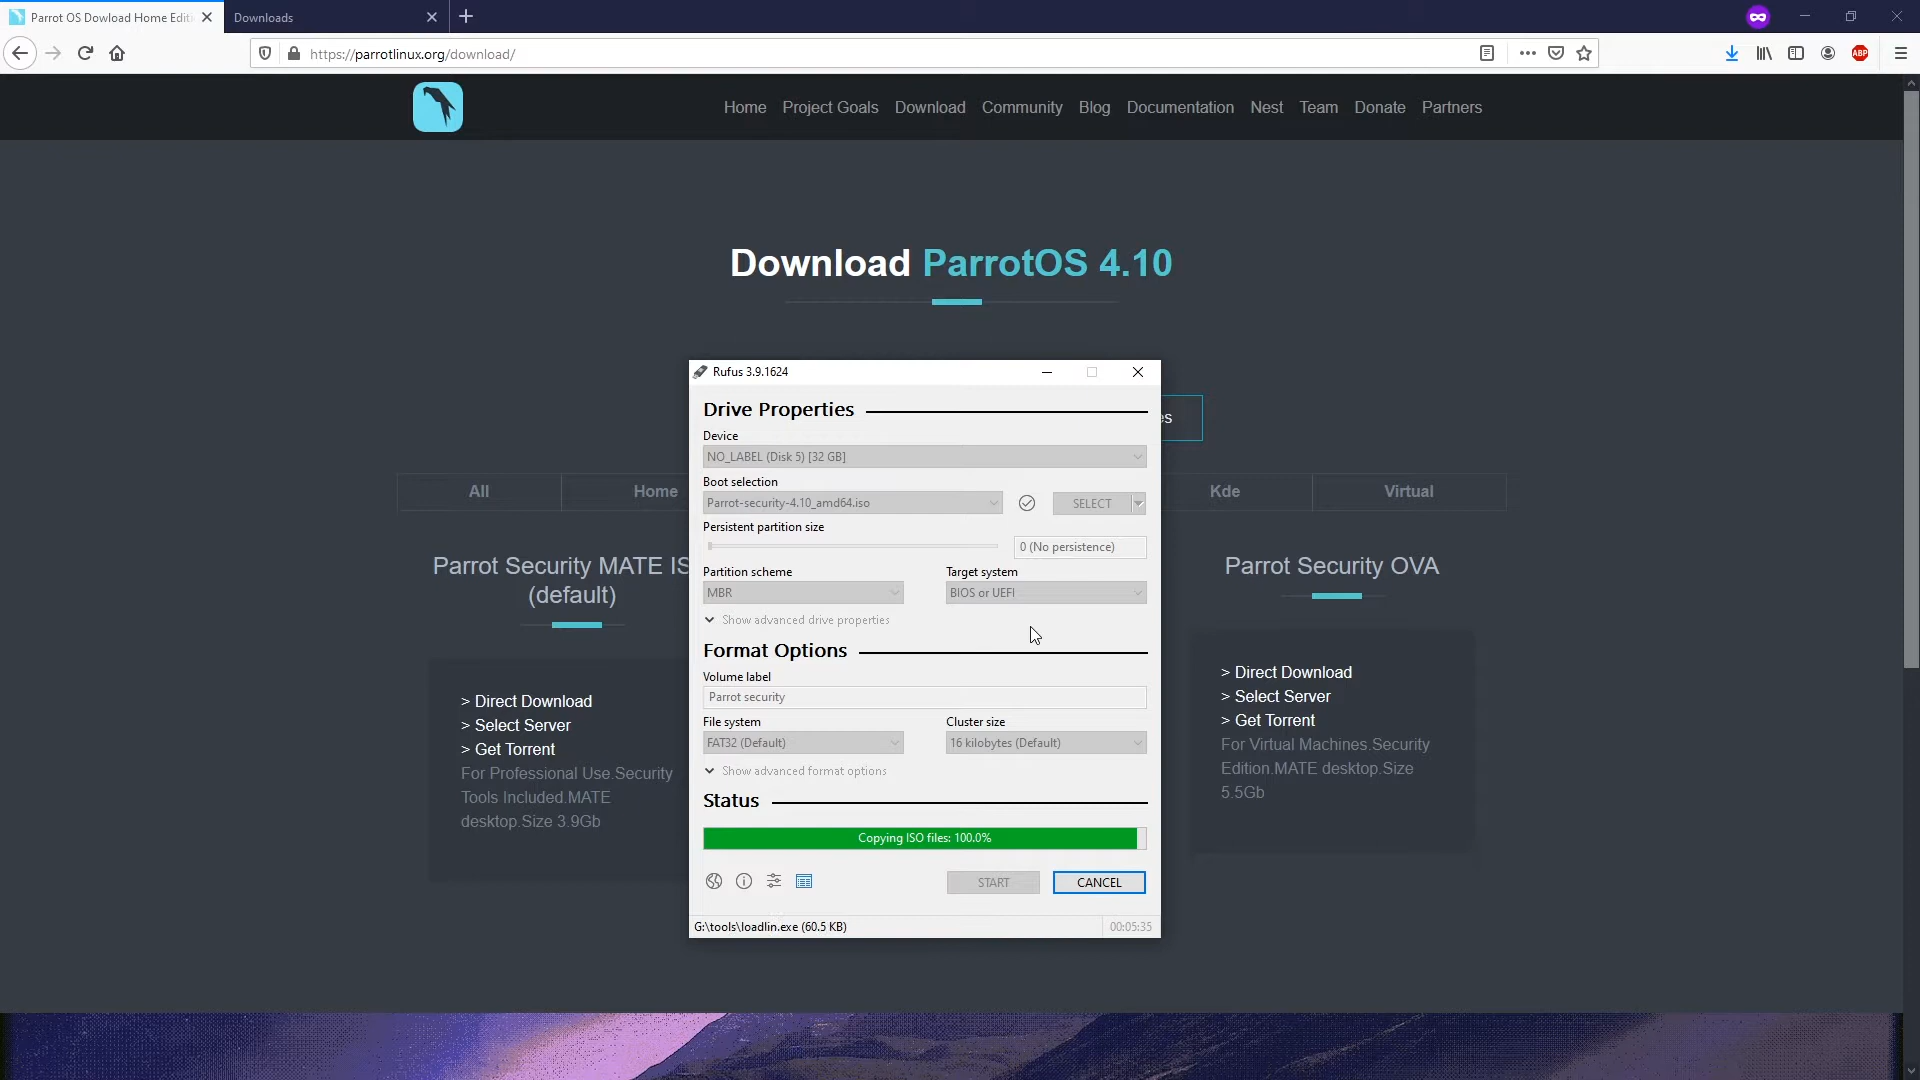 Parrot OS Dowload Home Editi
Downloads
https://parrotlinux.org/download/
ABP
Home Project Goals Download Community Blog Documentation Nest Team Donate Partners
Download ParrotOS 4.10
es
All
Home
Kde
Virtual
Parrot Security MATE IS
(default)
> Direct Download
> Select Server
> Get Torrent
For Professional Use.Security
Tools Included.MATE
desktop.Size 3.9Gb
Rufus 3.9.1624
Drive Properties
Device
NO_LABEL (Disk 5) [32 GB]
Boot selection
Parrot-security-4.10_amd64.iso
SELECT
Persistent partition size
0 (No persistence)
Partition scheme
Target system
MBR
BIOS or UEFI
Show advanced drive properties
Format Options
Volume label
Parrot security
File system
Cluster size
FAT32 (Default)
16 kilobytes (Default)
Show advanced format options
Status
Copying ISO files: 100.0%
START
CANCEL
G:\tools\loadlin.exe (60.5 KB)
00:05:35
Parrot Security OVA
> Direct Download
> Select Server
> Get Torrent
For Virtual Machines.Security
Edition.MATE desktop.Size
5.5Gb